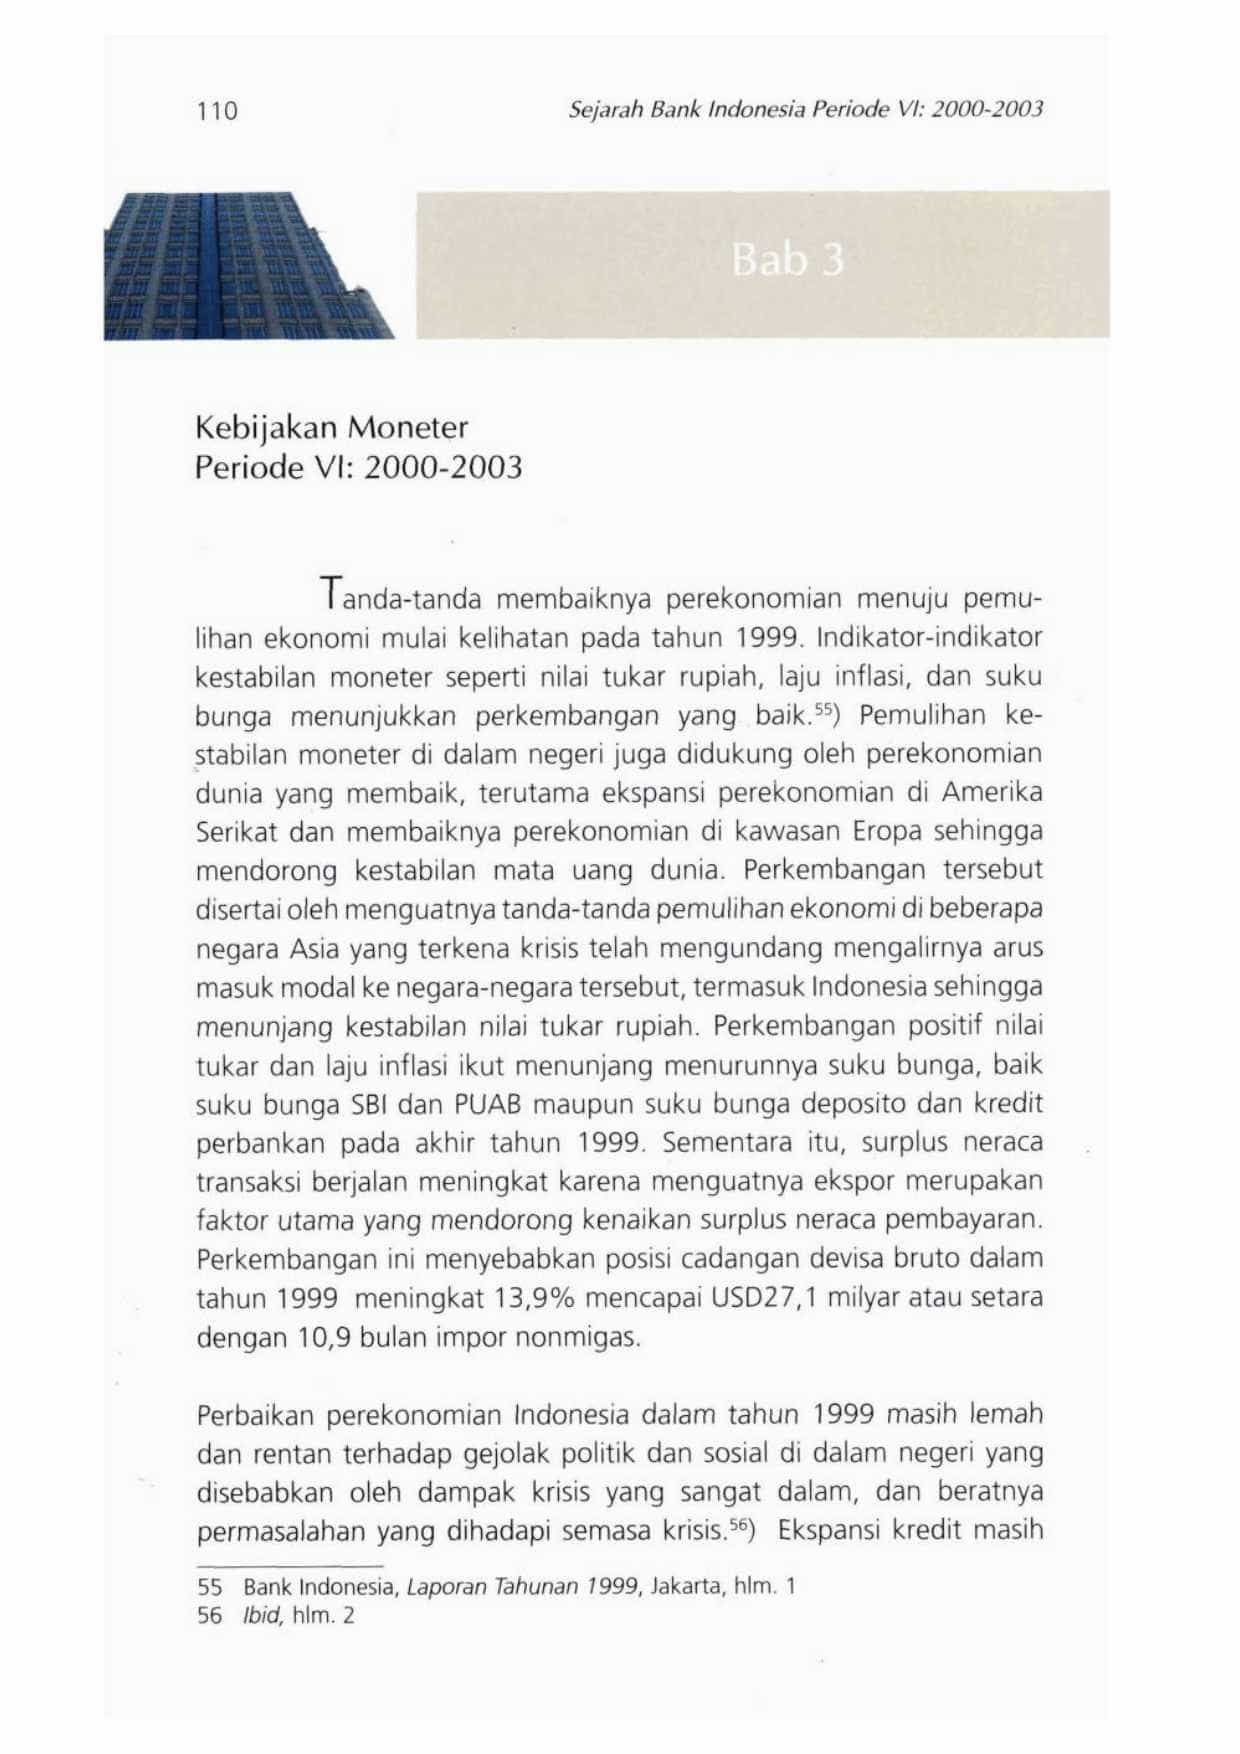 110
Sejarah Bank Indonesia Periode VI: 2000-2003
Bab 3
Kebijakan Moneter
Periode VI: 2000-2003
Tanda-tanda membaiknya perekonomian menuju pemu-
lihan ekonomi mulai kelihatan pada tahun 1999. Indikator-indikator
kestabilan moneter seperti nilai tukar rupiah, laju inflasi, dan suku
bunga menunjukkan perkembangan yang baik.⁵⁵) Pemulihan ke-
stabilan moneter di dalam negeri juga didukung oleh perekonomian
dunia yang membaik, terutama ekspansi perekonomian di Amerika
Serikat dan membaiknya perekonomian di kawasan Eropa sehingga
mendorong kestabilan mata uang dunia. Perkembangan tersebut
disertai oleh menguatnya tanda-tanda pemulihan ekonomi di beberapa
negara Asia yang terkena krisis telah mengundang mengalirnya arus
masuk modal ke negara-negara tersebut, termasuk Indonesia sehingga
menunjang kestabilan nilai tukar rupiah. Perkembangan positif nilai
tukar dan laju inflasi ikut menunjang menurunnya suku bunga, baik
suku bunga SBI dan PUAB maupun suku bunga deposito dan kredit
perbankan pada akhir tahun 1999. Sementara itu, surplus neraca
transaksi berjalan meningkat karena menguatnya ekspor merupakan
faktor utama yang mendorong kenaikan surplus neraca pembayaran.
Perkembangan ini menyebabkan posisi cadangan devisa bruto dalam
tahun 1999 meningkat 13,9% mencapai USD27,1 milyar atau setara
dengan 10,9 bulan impor nonmigas.
Perbaikan perekonomian Indonesia dalam tahun 1999 masih lemah
dan rentan terhadap gejolak politik dan sosial di dalam negeri yang
disebabkan oleh dampak krisis yang sangat dalam, dan beratnya
permasalahan yang dihadapi semasa krisis.⁵⁶) Ekspansi kredit masih
55 Bank Indonesia, Laporan Tahunan 1999, Jakarta, hlm. 1
56 Ibid, hlm. 2